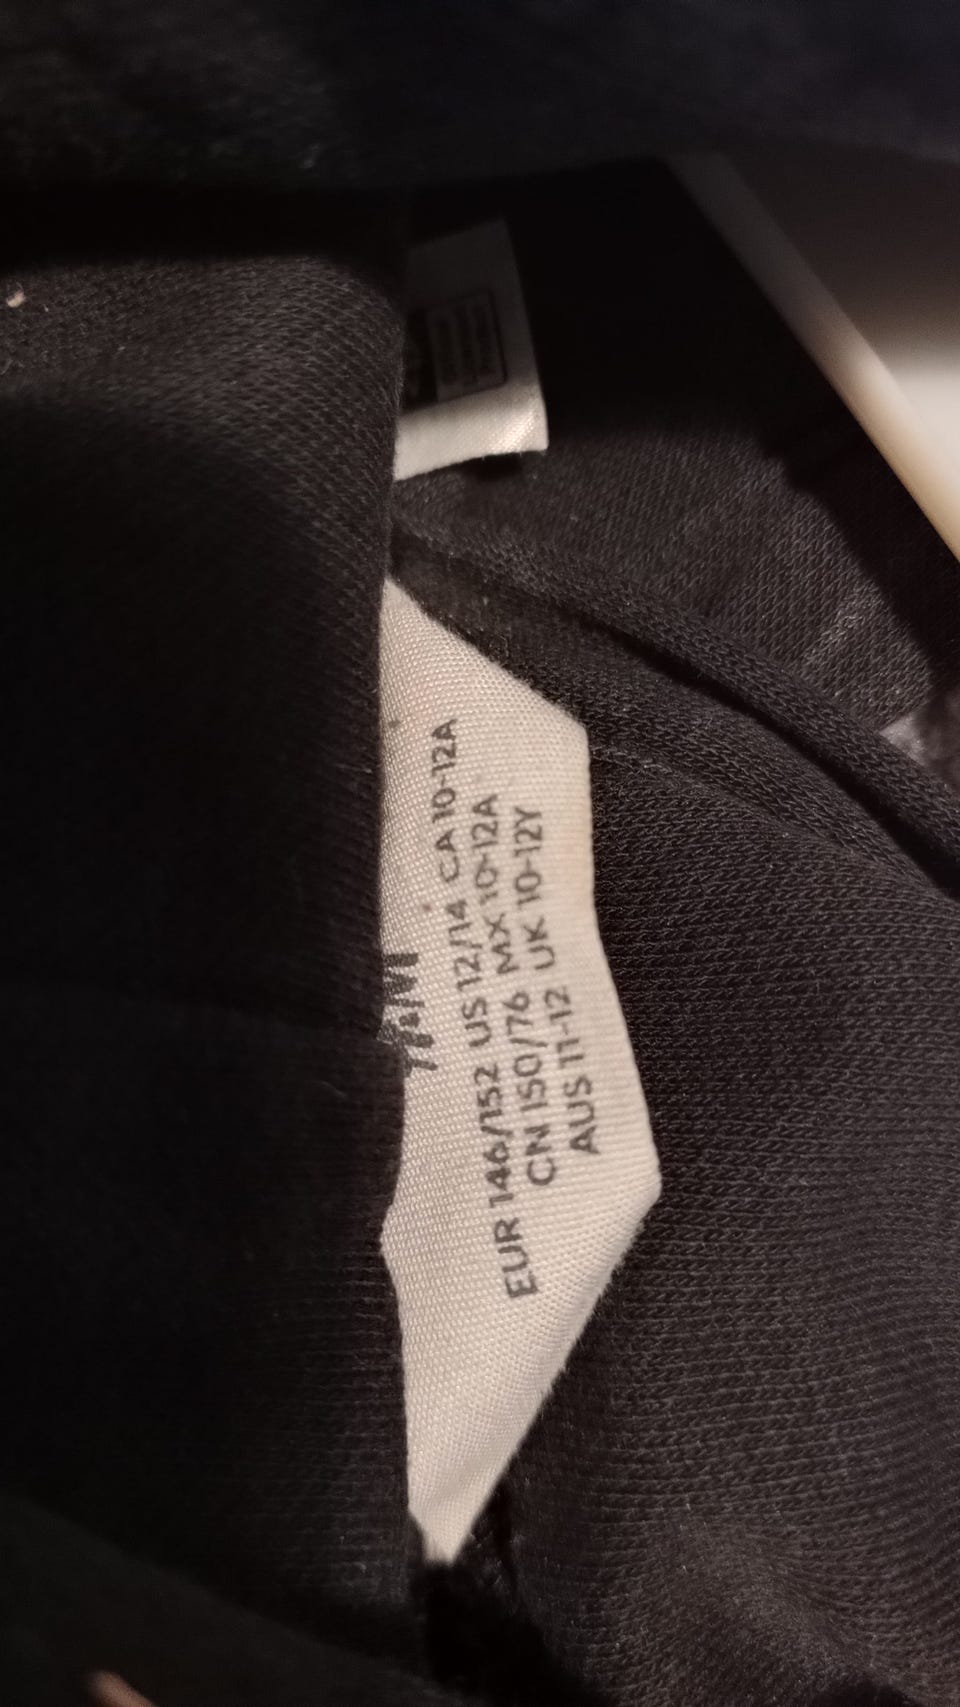 H&M
EUR 146/152 US 12/14 CA 10-12A
CN 150/76 MX 10-12A
AUS 11-12 UK 10-12Y